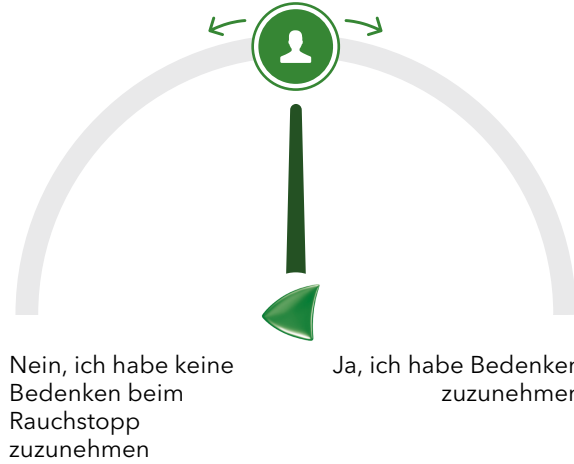 Nein, ich habe keine
Bedenken beim
Rauchstopp
zuzunehmen
Ja, ich habe Bedenken
zuzunehmen